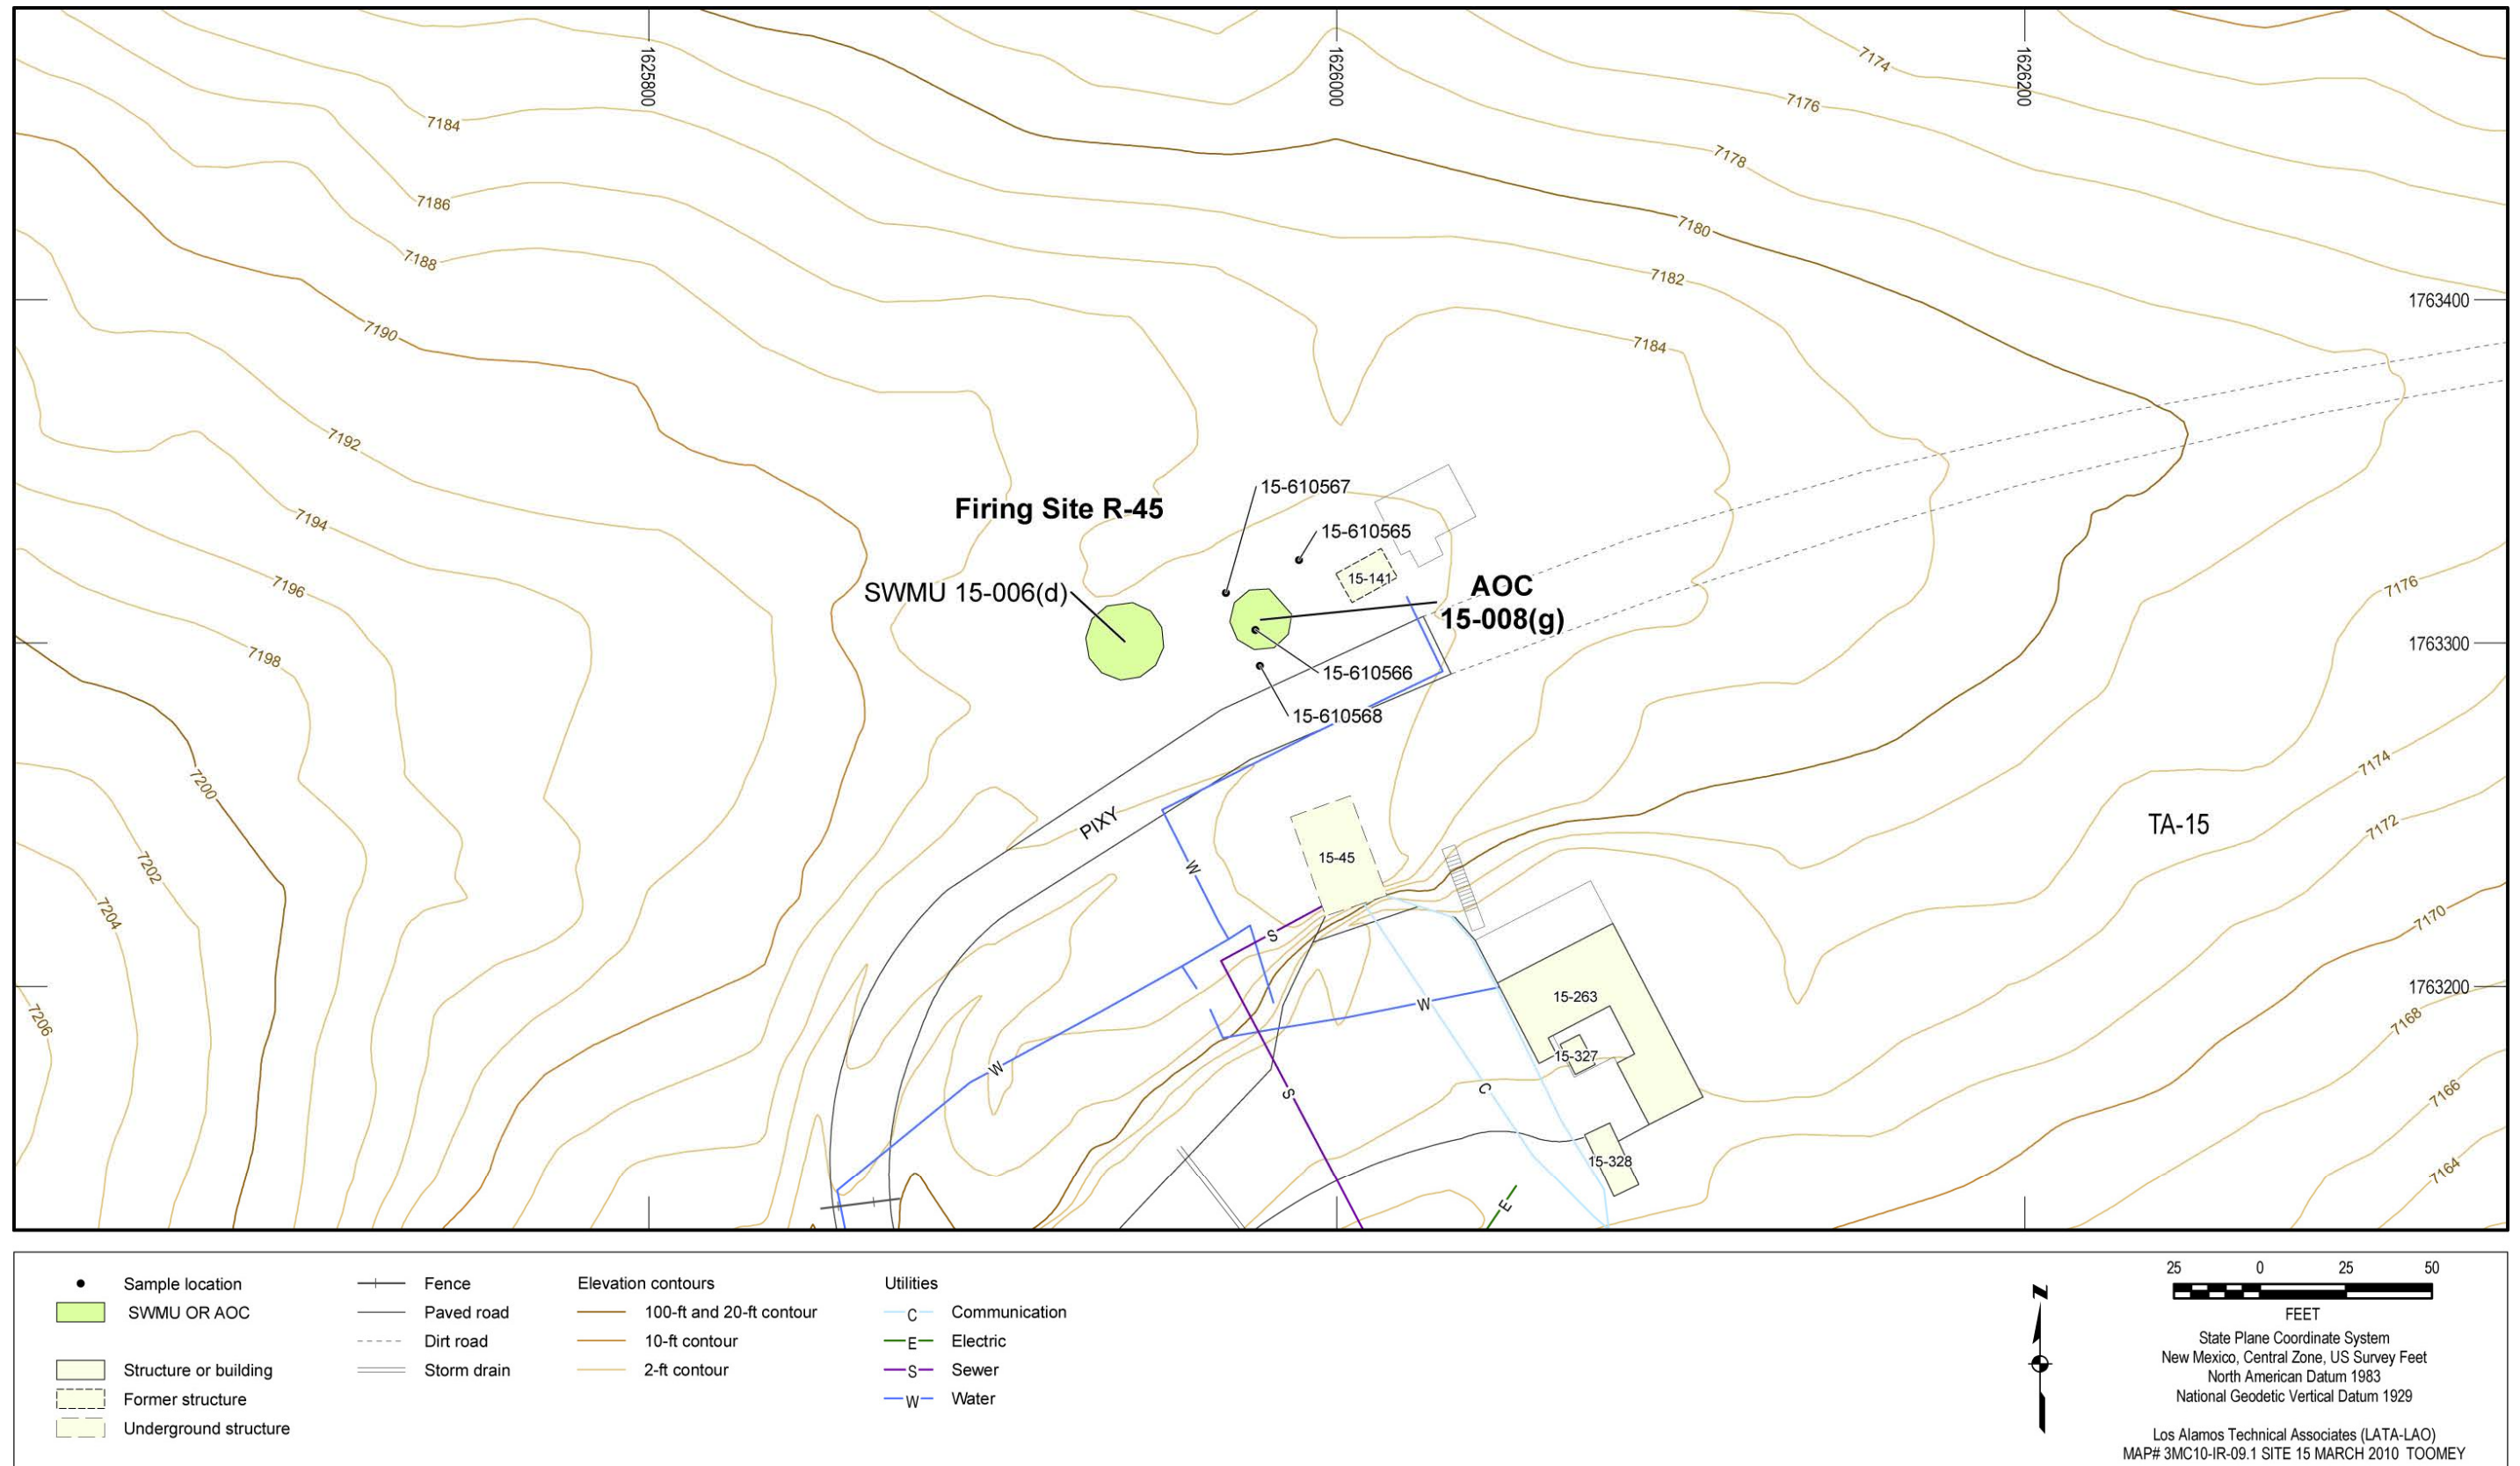 1625800
1626000
1626200
7174
7176
7184
7178
7186
7180
7188
7182
1763400
7190
7184
7192
15-610567
Firing Site R-45
7194
15-610565
15-141
7196
SWMU 15-006(d)
AOC
15-008(g)
7176
7198
1763300
15-610566
15-610568
7200
7174
PIXY
TA-15
7172
15-45
7202
W
7204
7170
S
1763200
15-263
W
7206
7168
15-327
W
C
S
7166
15-328
7164
E
Sample location
SWMU OR AOC
Structure or building
Former structure
Underground structure
Fence
Paved road
Dirt road
Storm drain
Elevation contours
100-ft and 20-ft contour
10-ft contour
2-ft contour
Utilities
C Communication
E Electric
S Sewer
W Water
N
25 0 25 50
FEET
State Plane Coordinate System
New Mexico, Central Zone, US Survey Feet
North American Datum 1983
National Geodetic Vertical Datum 1929
Los Alamos Technical Associates (LATA-LAO)
MAP# 3MC10-IR-09.1 SITE 15 MARCH 2010 TOOMEY